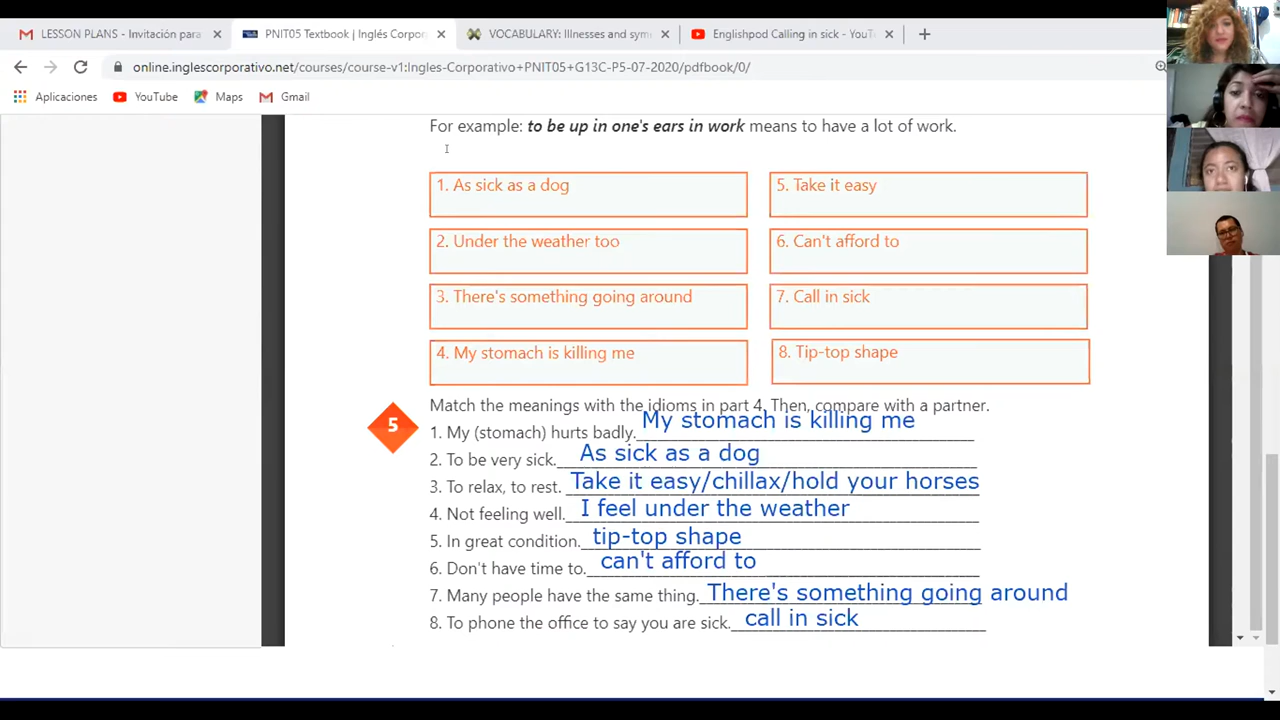 LESSON PLANS - Invitación para
PNIT05 Textbook | Inglés Corpor
VOCABULARY: Illnesses and sym
Englishpod Calling in sick - YouT
online.inglescorporativo.net/courses/course-v1:Ingles-Corporativo+PNIT05+G13C-P5-07-2020/pdfbook/0/
Aplicaciones
YouTube
Maps
Gmail
For example: to be up in one's ears in work means to have a lot of work.
1. As sick as a dog
5. Take it easy
2. Under the weather too
6. Can't afford to
3. There's something going around
7. Call in sick
4. My stomach is killing me
8. Tip-top shape
5
Match the meanings with the idioms in part 4. Then, compare with a partner.
1. My (stomach) hurts badly. My stomach is killing me
2. To be very sick. As sick as a dog
3. To relax, to rest. Take it easy/chillax/hold your horses
4. Not feeling well. I feel under the weather
5. In great condition. tip-top shape
6. Don't have time to. can't afford to
7. Many people have the same thing. There's something going around
8. To phone the office to say you are sick. call in sick